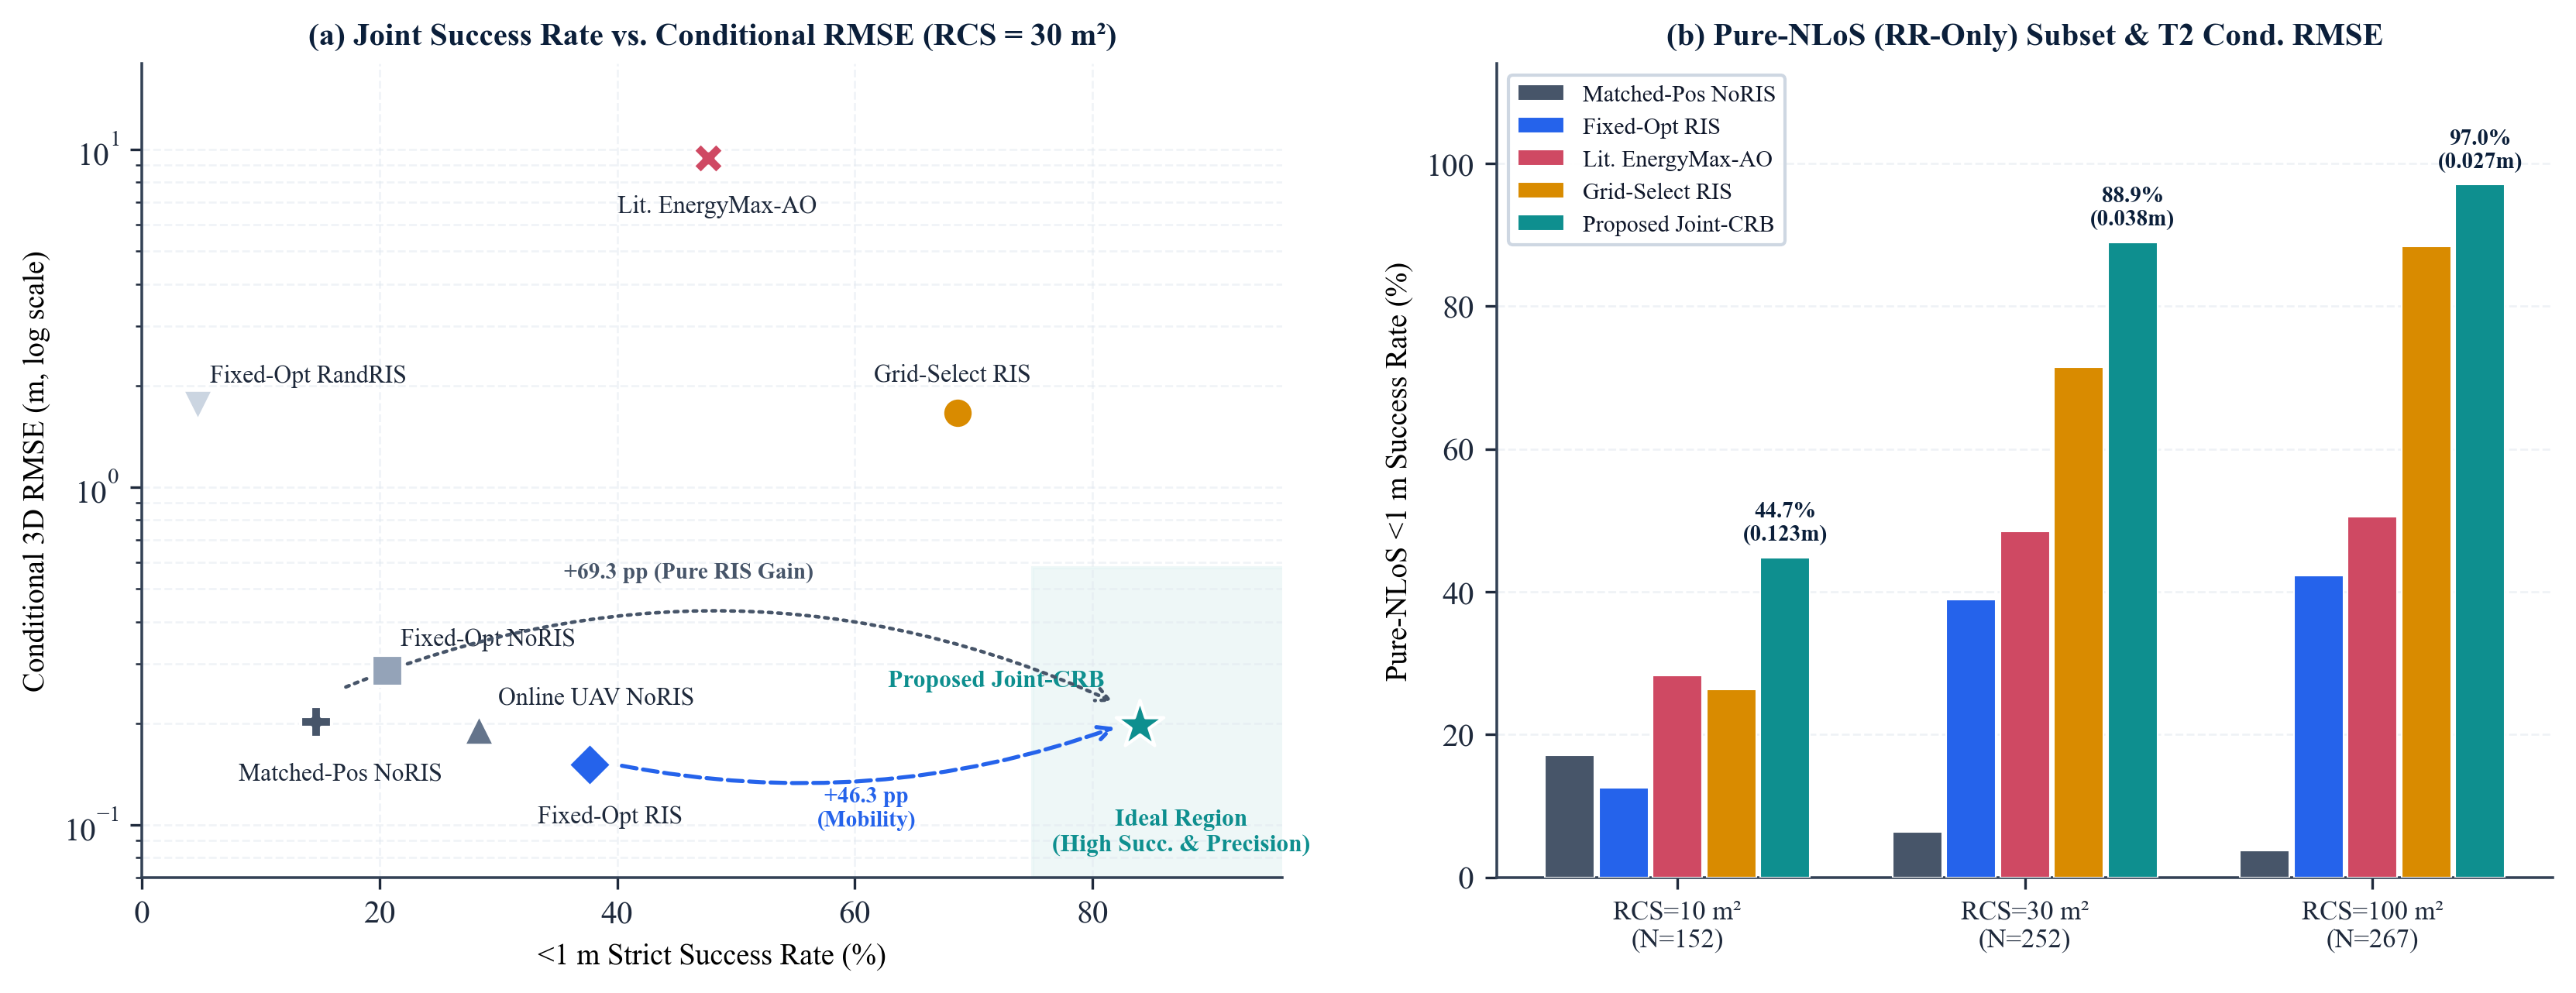 (a) Joint Success Rate vs. Conditional RMSE (RCS = 30 m²)
Conditional 3D RMSE (m, log scale)
10¹
10⁰
10⁻¹
Lit. EnergyMax-AO
Fixed-Opt RandRIS
Grid-Select RIS
+69.3 pp (Pure RIS Gain)
Fixed-Opt NoRIS
Proposed Joint-CRB
Online UAV NoRIS
Matched-Pos NoRIS
Fixed-Opt RIS
+46.3 pp
(Mobility)
Ideal Region
(High Succ. & Precision)
0 20 40 60 80
<1 m Strict Success Rate (%)
(b) Pure-NLoS (RR-Only) Subset & T2 Cond. RMSE
Pure-NLoS <1 m Success Rate (%)
100
80
60
40
20
0
Matched-Pos NoRIS
Fixed-Opt RIS
Lit. EnergyMax-AO
Grid-Select RIS
Proposed Joint-CRB
44.7%
(0.123m)
88.9%
(0.038m)
97.0%
(0.027m)
RCS=10 m²
(N=152)
RCS=30 m²
(N=252)
RCS=100 m²
(N=267)